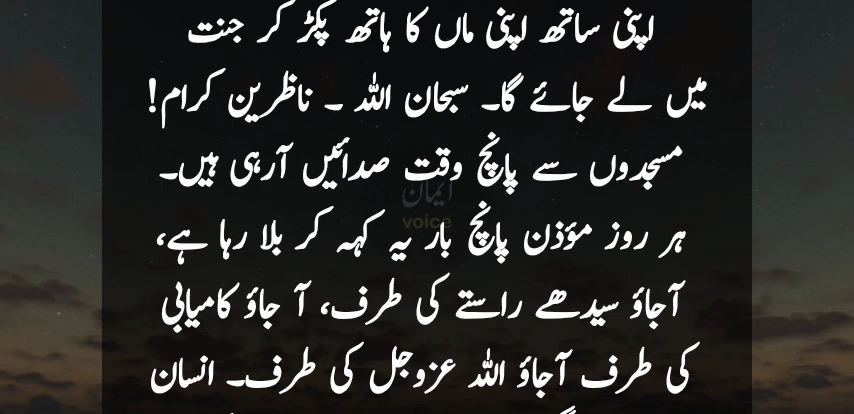 اپنی ساتھ اپنی ماں کا ہاتھ پکڑ کر جنت
میں لے جائے گا۔ سبحان اللہ ۔ ناظرین کرام!
مسجدوں سے پانچ وقت صدائیں آرہی ہیں۔
ایمان
voice
ہر روز مؤذن پانچ بار یہ کہہ کر بلا رہا ہے،
آجاؤ سیدھے راستے کی طرف، آ جاؤ کامیابی
کی طرف آجاؤ اللہ عزوجل کی طرف۔ انسان